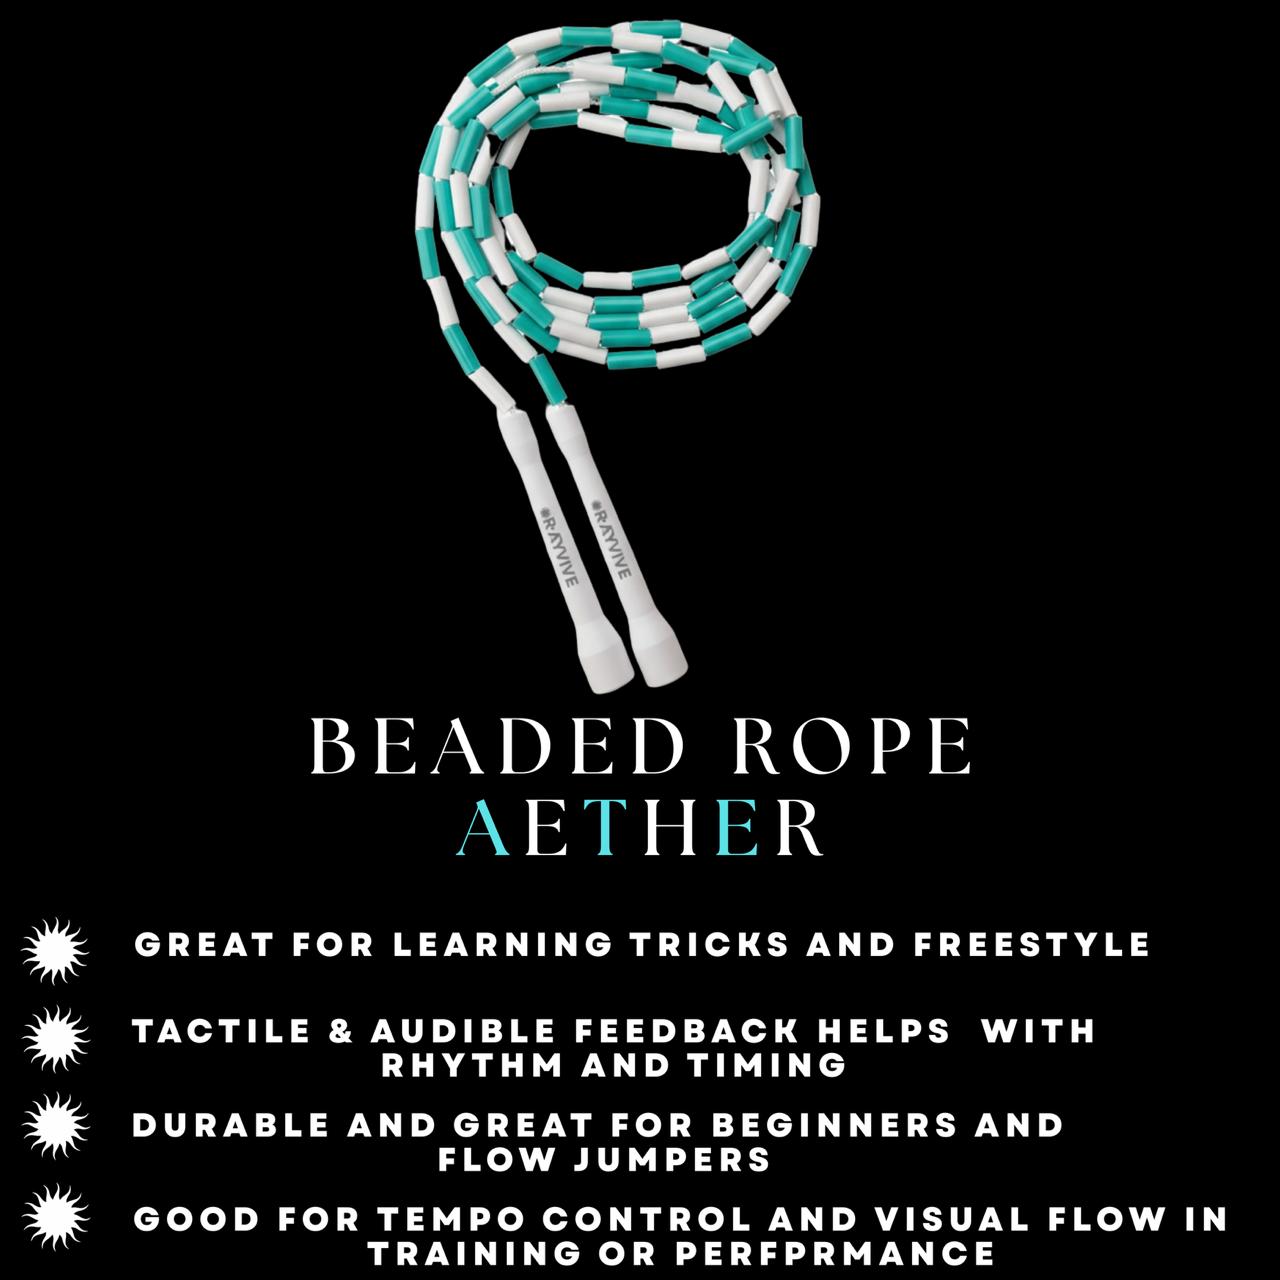 RAYVIVE
RAYVIVE
BEADED ROPE
AETHER
GREAT FOR LEARNING TRICKS AND FREESTYLE
TACTILE & AUDIBLE FEEDBACK HELPS WITH
RHYTHM AND TIMING
DURABLE AND GREAT FOR BEGINNERS AND
FLOW JUMPERS
GOOD FOR TEMPO CONTROL AND VISUAL FLOW IN
TRAINING OR PERFPRMANCE